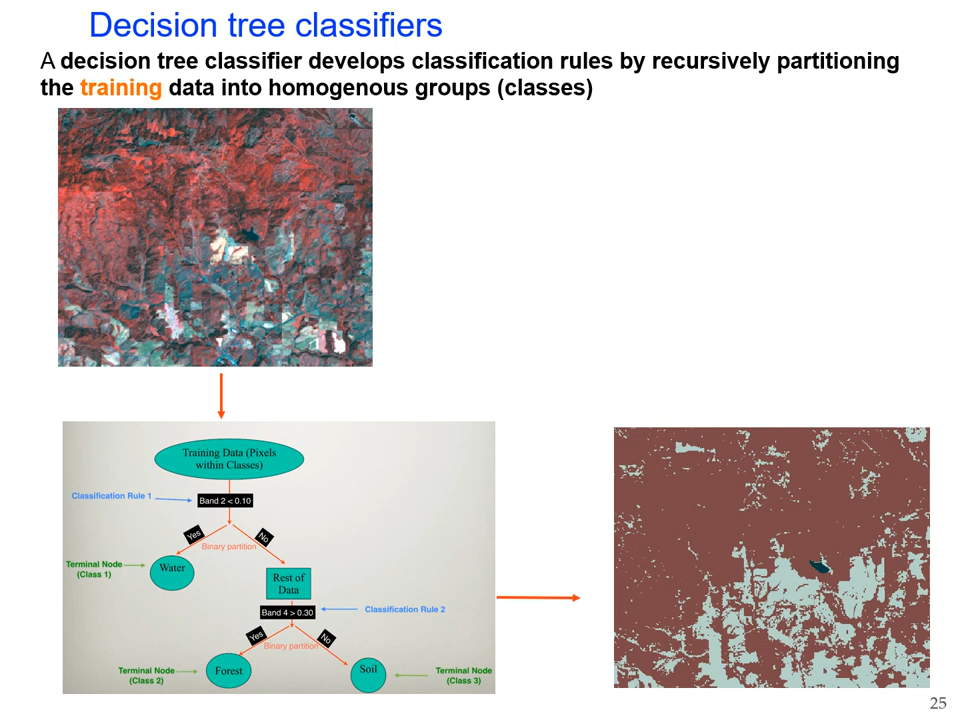 Decision tree classifiers
A decision tree classifier develops classification rules by recursively partitioning
the training data into homogenous groups (classes)
Training Data (Pixels
within Classes)
Classification Rule 1
Band 2 < 0.10
Yes
No
Binary partition
Terminal Node
(Class 1)
Water
Rest of
Data
Band 4 > 0.30
Classification Rule 2
Yes
No
Binary partition
Terminal Node
(Class 2)
Forest
Soil
Terminal Node
(Class 3)
25